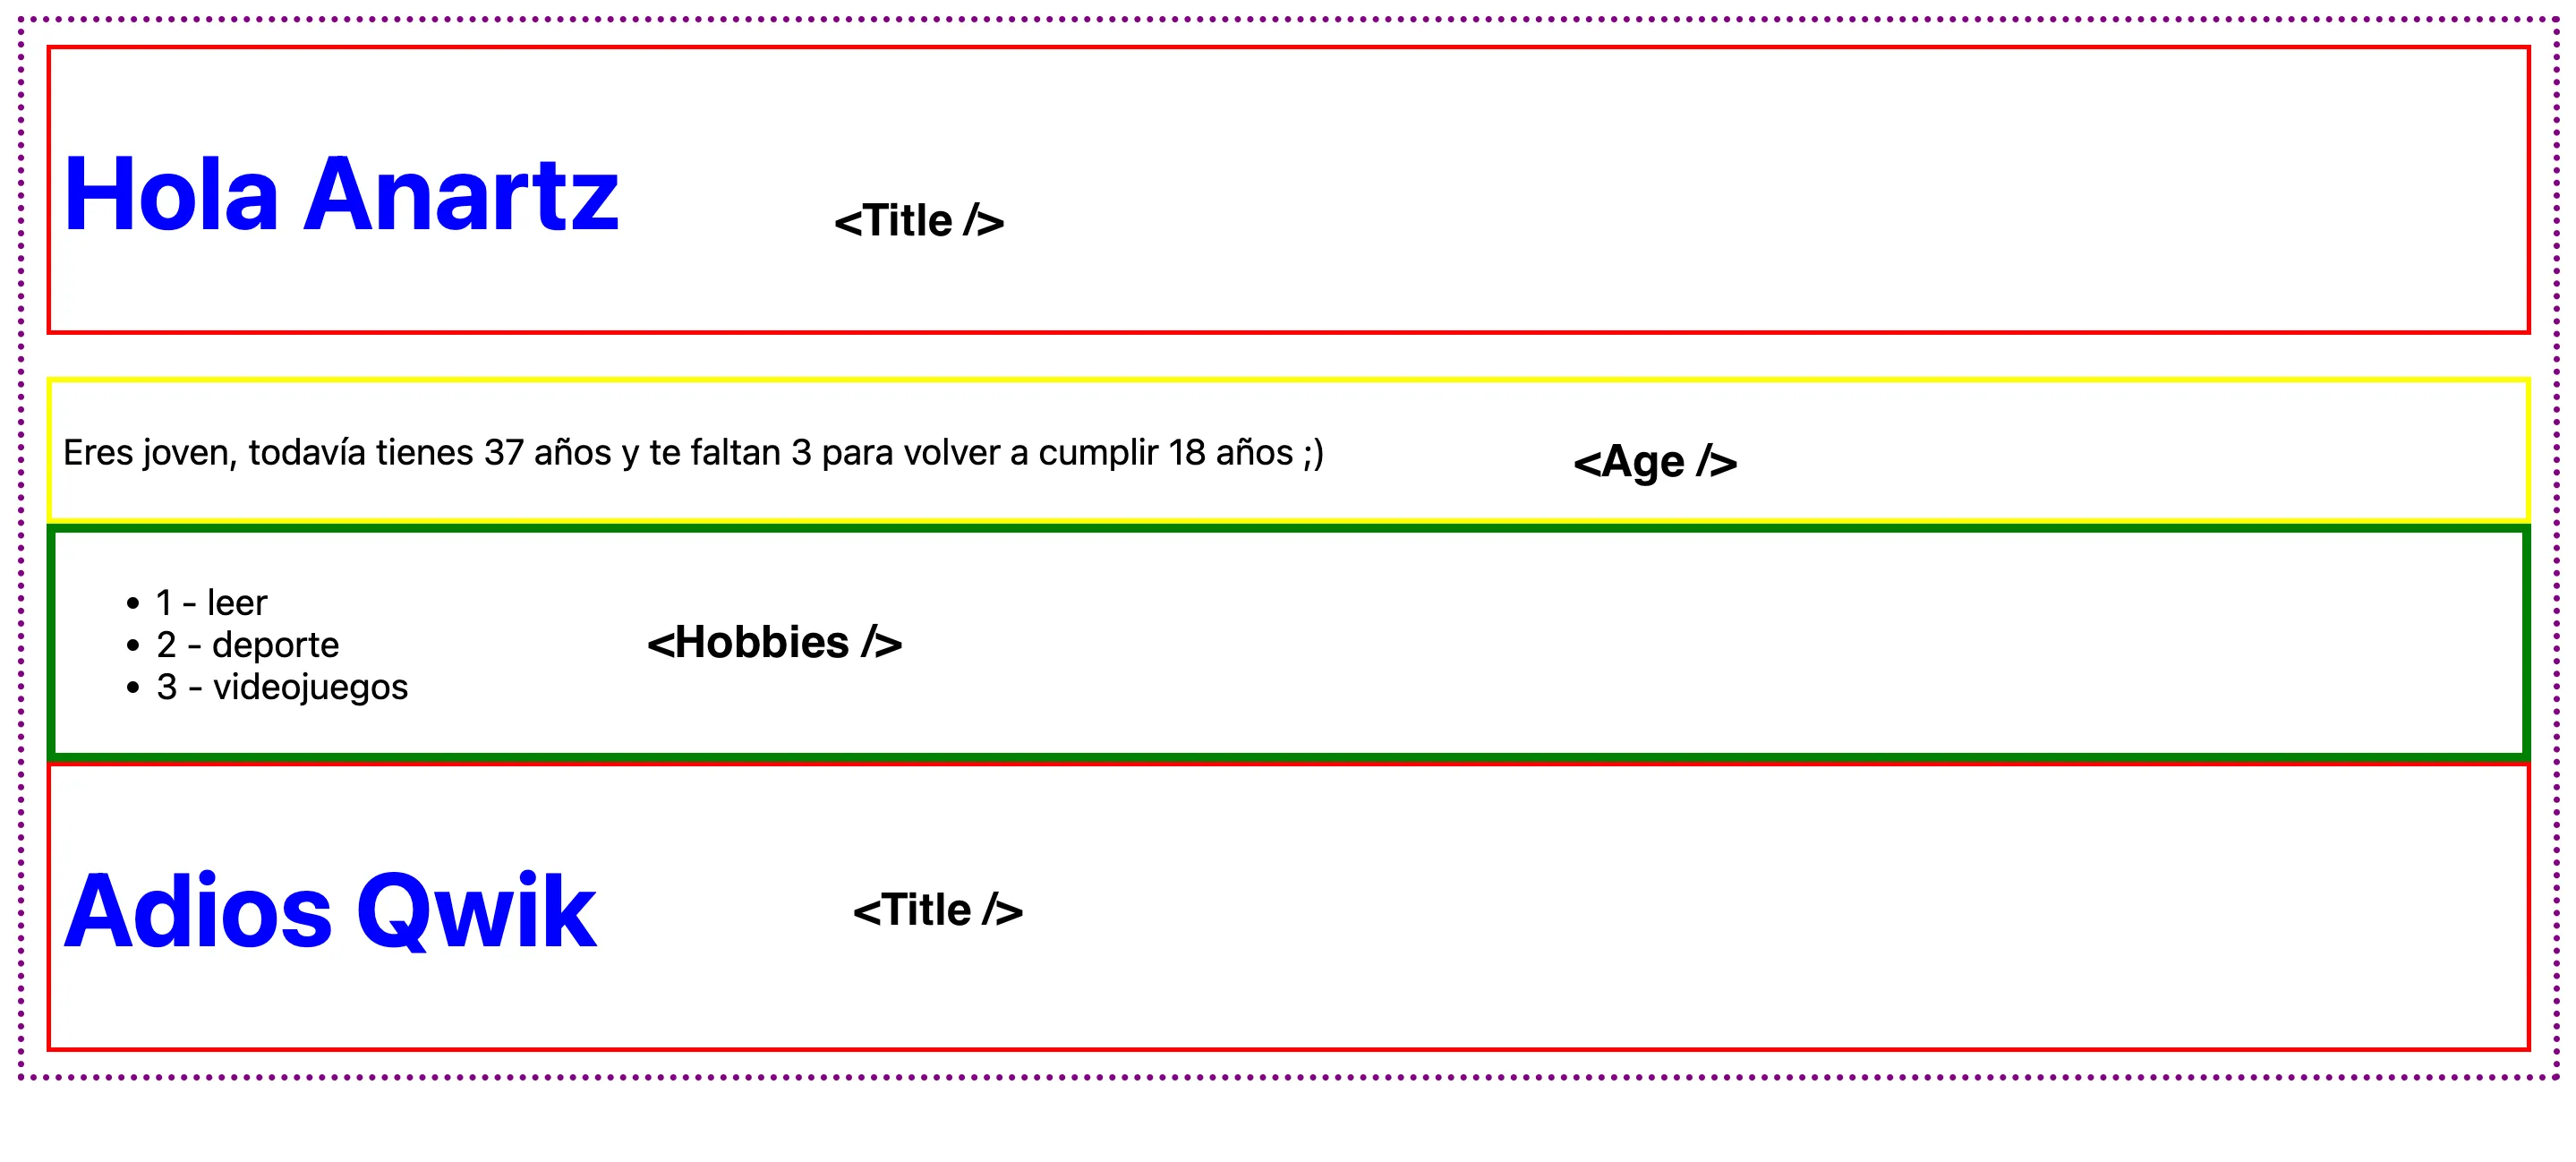 Hola Anartz
<Title />
Eres joven, todavía tienes 37 años y te faltan 3 para volver a cumplir 18 años ;)
<Age />
1 - leer
2 - deporte
3 - videojuegos
<Hobbies />
Adios Qwik
<Title />